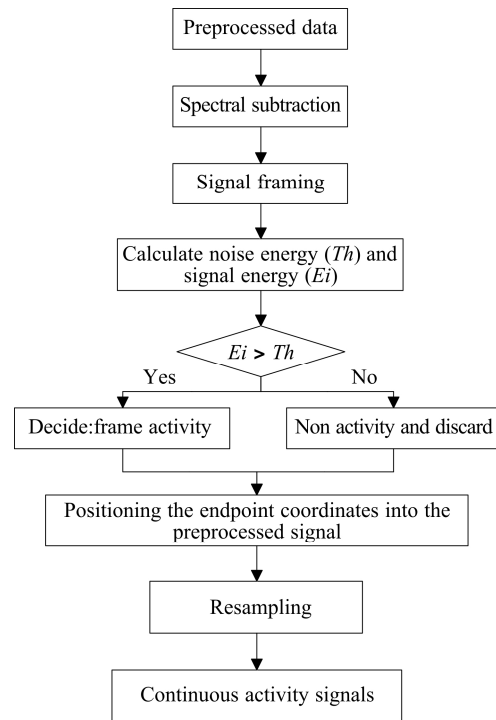 Preprocessed data
Spectral subtraction
Signal framing
Calculate noise energy (Th) and
signal energy (Ei)
Ei > Th
Yes
No
Decide:frame activity
Non activity and discard
Positioning the endpoint coordinates into the
preprocessed signal
Resampling
Continuous activity signals